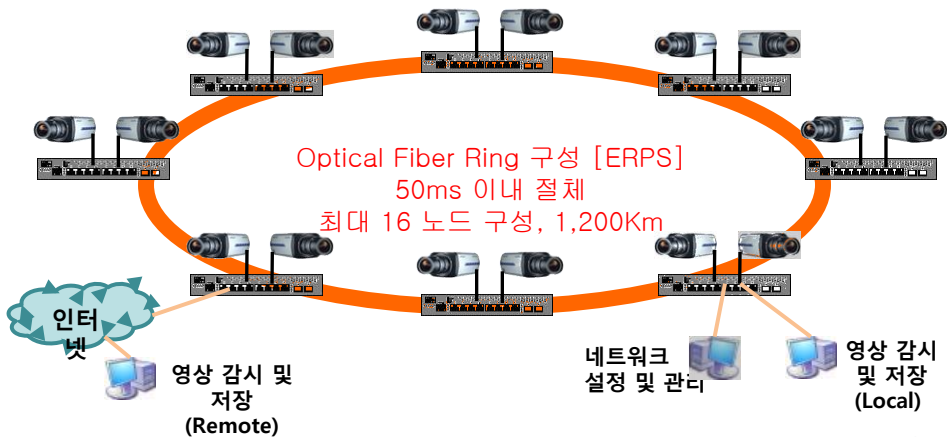 Optical Fiber Ring 구성 [ERPS]
50ms 이내 절체
최대 16 노드 구성, 1,200Km
인터
넷
영상 감시 및
저장
(Remote)
네트워크
설정 및 관리
영상 감시
및 저장
(Local)